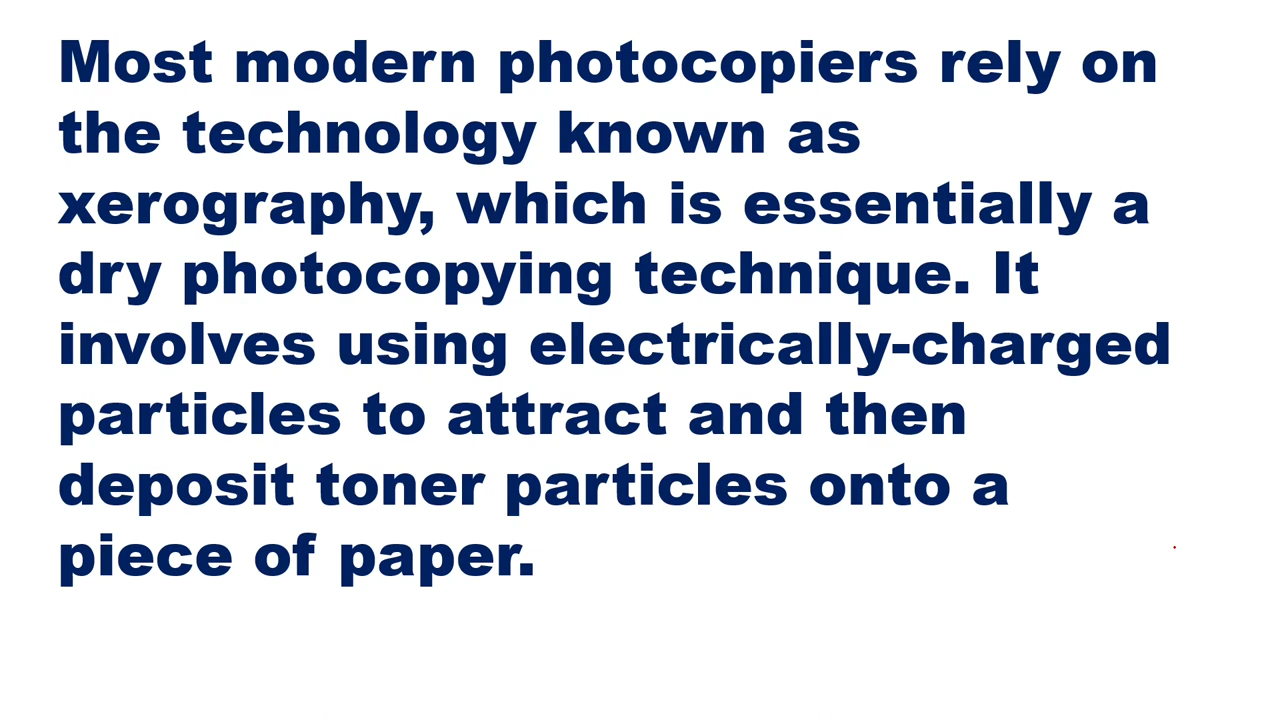 Most modern photocopiers rely on
the technology known as
xerography, which is essentially a
dry photocopying technique. It
involves using electrically-charged
particles to attract and then
deposit toner particles onto a
piece of paper.